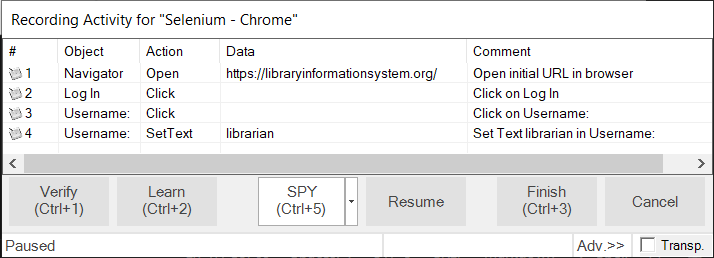 Recording Activity for "Selenium - Chrome"
# Object Action Data Comment
1 Navigator Open https://libraryinformationsystem.org/ Open initial URL in browser
2 Log In Click Click on Log In
3 Username: Click Click on Username:
4 Username: SetText librarian Set Text librarian in Username:
Verify (Ctrl+1) Learn (Ctrl+2) SPY (Ctrl+5) Resume Finish (Ctrl+3) Cancel
Paused Adv.>> Transp.